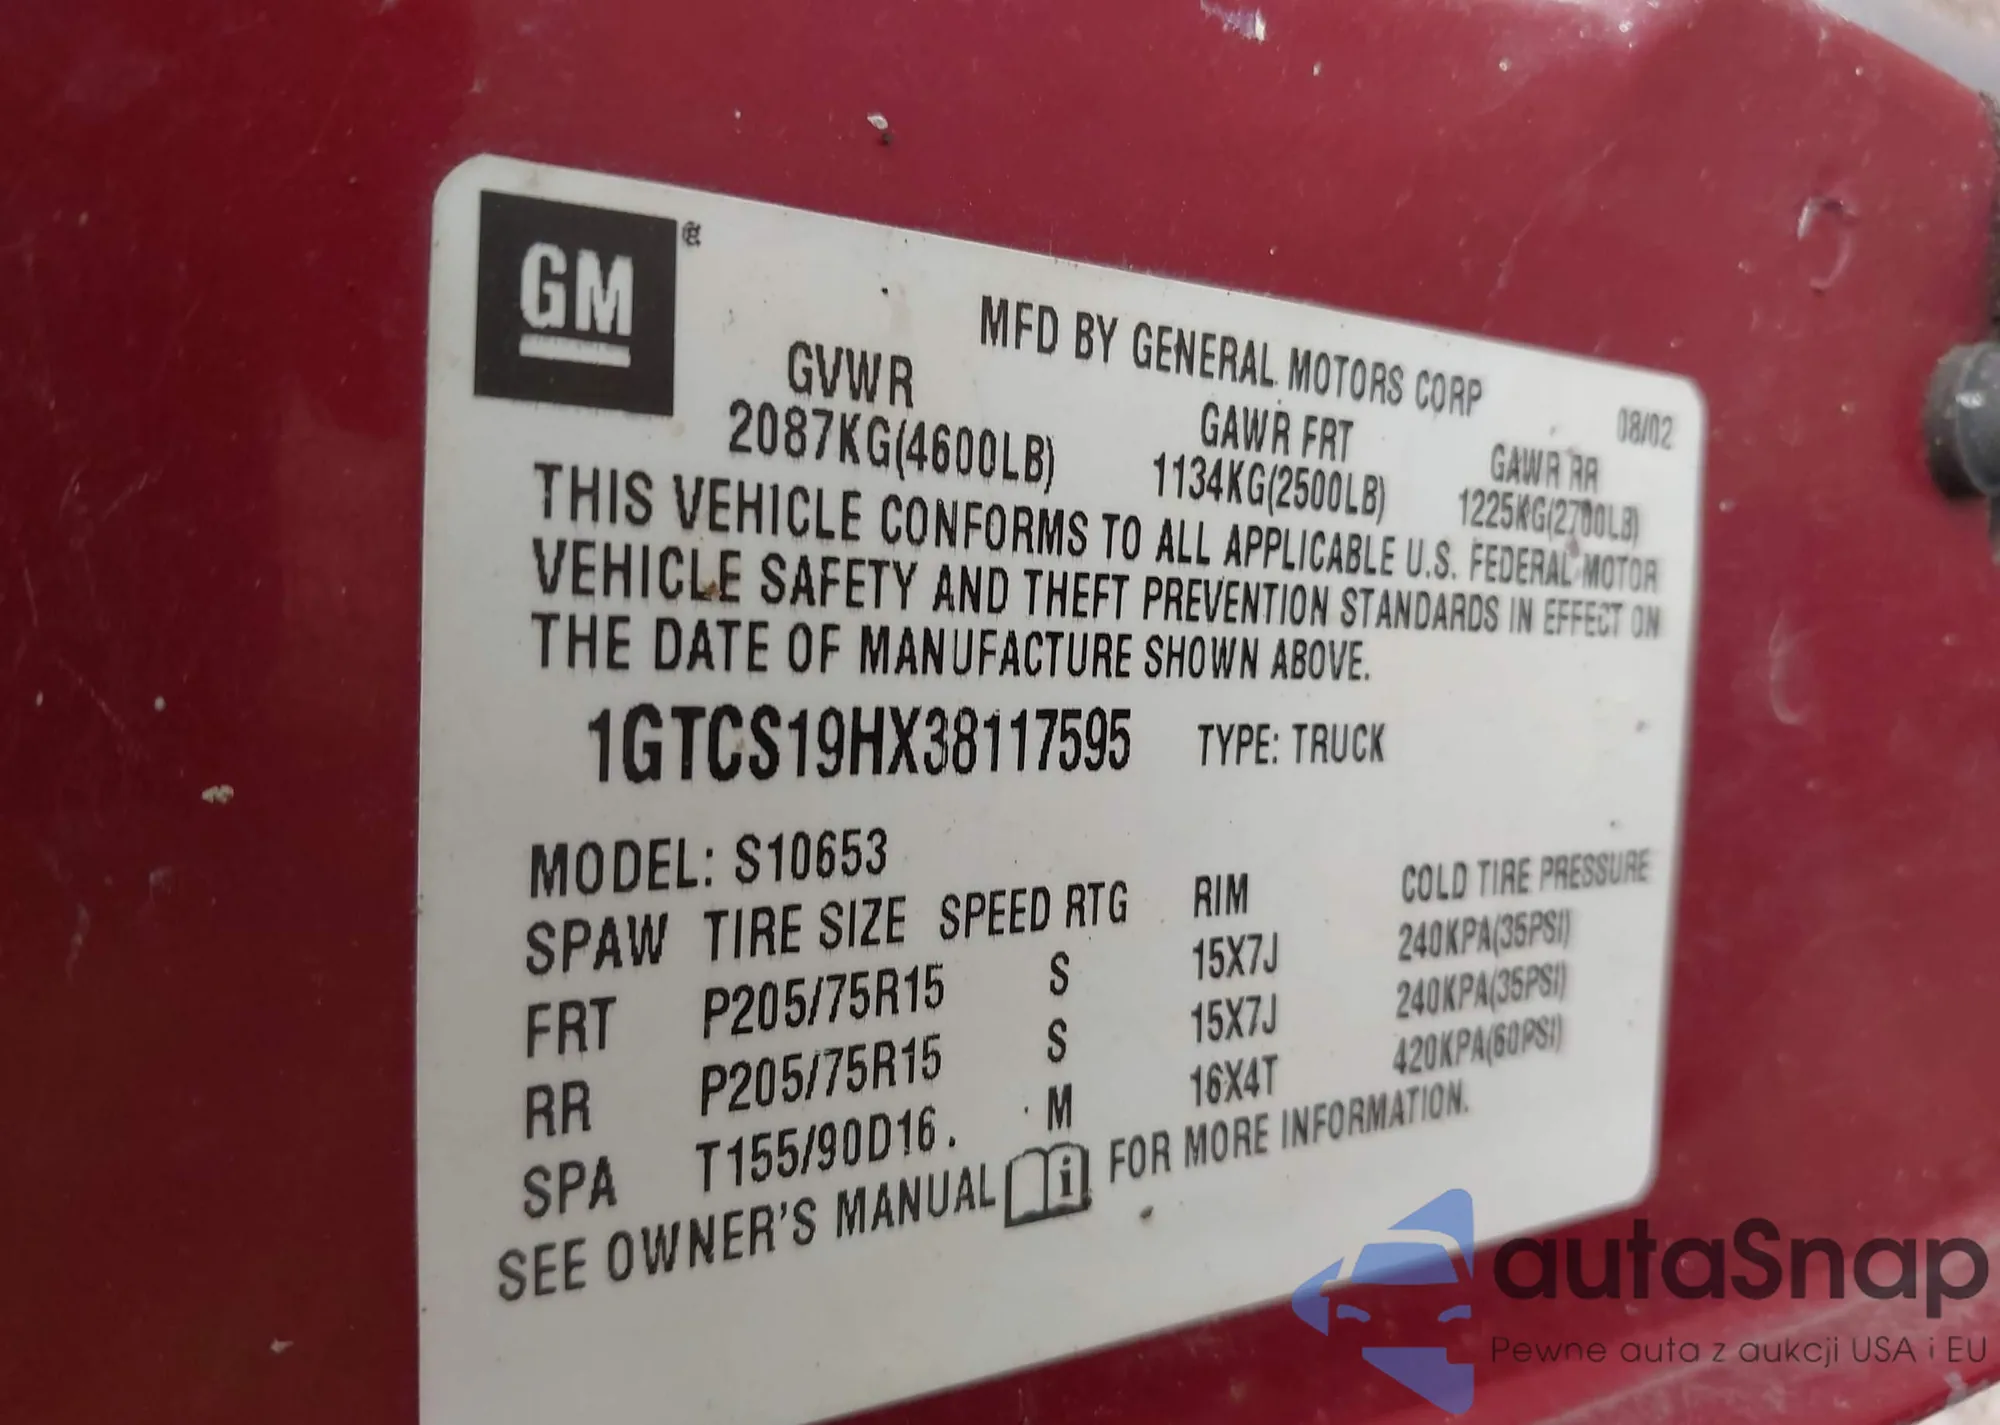 GM®
MFD BY GENERAL MOTORS CORP
08/02
GVWR GAWR FRT GAWR RR
2087KG(4600LB) 1134KG(2500LB) 1225KG(2700LB)
THIS VEHICLE CONFORMS TO ALL APPLICABLE U.S. FEDERAL MOTOR
VEHICLE SAFETY AND THEFT PREVENTION STANDARDS IN EFFECT ON
THE DATE OF MANUFACTURE SHOWN ABOVE.
1GTCS19HX38117595 TYPE: TRUCK
MODEL: S10653
SPAW TIRE SIZE SPEED RTG RIM COLD TIRE PRESSURE
FRT P205/75R15 S 15X7J 240KPA(35PSI)
RR P205/75R15 S 15X7J 240KPA(35PSI)
SPA T155/90D16. M 16X4T 420KPA(60PSI)
SEE OWNER'S MANUAL i FOR MORE INFORMATION.
autaSnap
Pewne auta z aukcji USA i EU